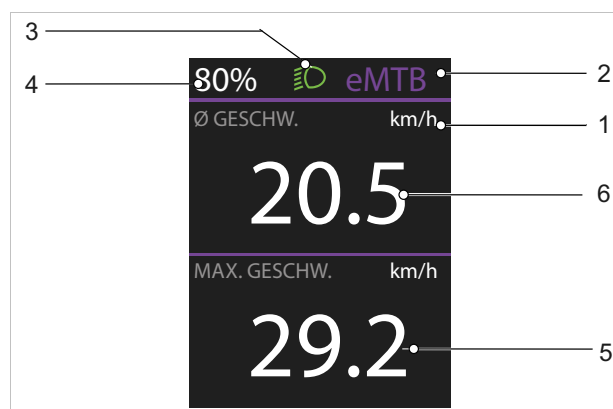 3
4 80% eMTB 2
Ø GESCHW. km/h 1
20.5 6
MAX. GESCHW. km/h
29.2 5